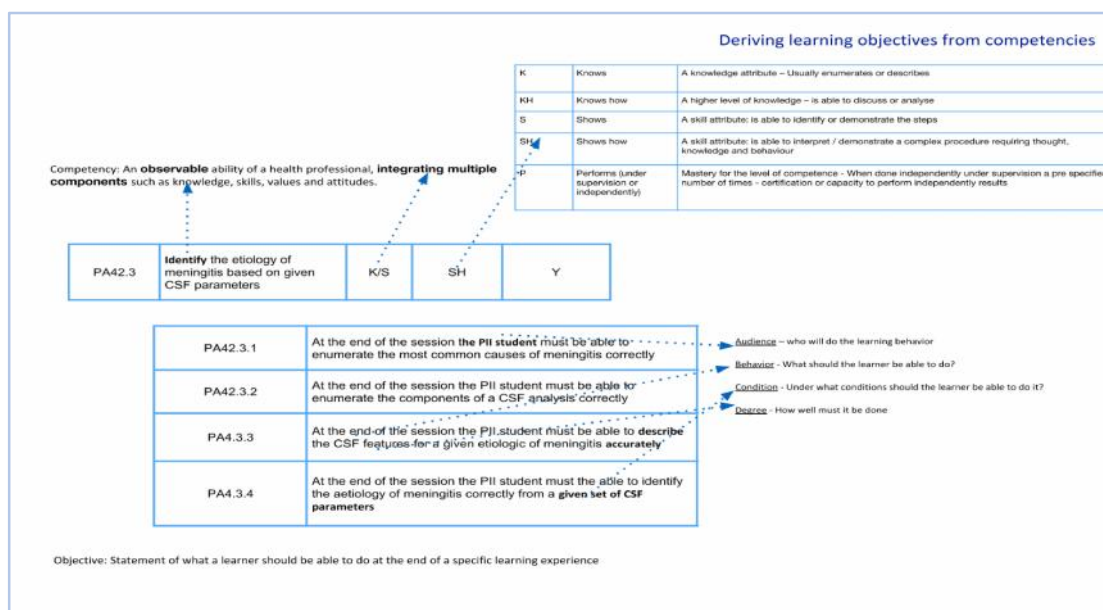 Deriving learning objectives from competencies
K Knows A knowledge attribute – Usually enumerates or describes
KH Knows how A higher level of knowledge – is able to discuss or analyse
S Shows A skill attribute: is able to identify or demonstrate the steps
SH Shows how A skill attribute: is able to interpret / demonstrate a complex procedure requiring thought,
knowledge and behaviour
P Performs (under
supervision or
independently)
Mastery for the level of competence - When done independently under supervision a pre specifie
number of times - certification or capacity to perform independently results
Competency: An observable ability of a health professional, integrating multiple
components such as knowledge, skills, values and attitudes.
PA42.3
Identify the etiology of
meningitis based on given
CSF parameters
K/S
SH
Y
PA42.3.1
At the end of the session the PII student must be able to
enumerate the most common causes of meningitis correctly
PA42.3.2
At the end of the session the PII student must be able to
enumerate the components of a CSF analysis correctly
PA4.3.3
At the end of the session the PII student must be able to describe
the CSF features for a given etiologic of meningitis accurately
PA4.3.4
At the end of the session the PII student must the able to identify
the aetiology of meningitis correctly from a given set of CSF
parameters
Audience – who will do the learning behavior
Behavior - What should the learner be able to do?
Condition - Under what conditions should the learner be able to do it?
Degree - How well must it be done
Objective: Statement of what a learner should be able to do at the end of a specific learning experience